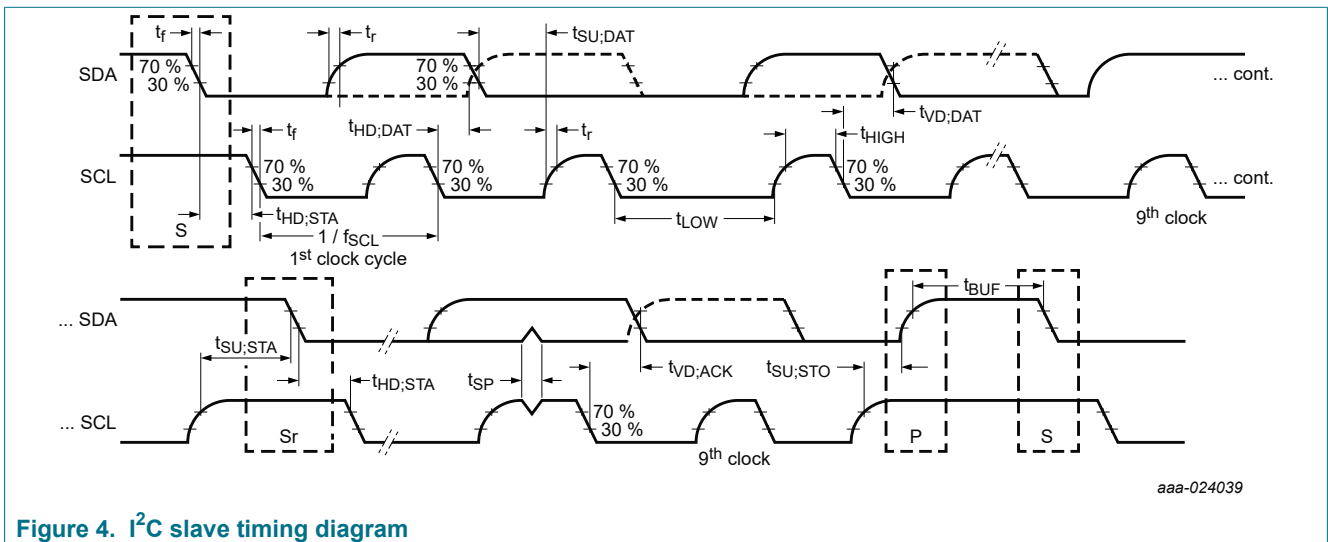 tf
tr
tSU;DAT
SDA
70 %
30 %
70 %
30 %
... cont.
tf
tHD;DAT
tr
tHIGH
tVD;DAT
SCL
70 %
30 %
70 %
30 %
70 %
30 %
70 %
30 %
... cont.
S
tHD;STA
1 / fSCL
1st clock cycle
tLOW
9th clock
... SDA
tBUF
tSU;STA
tHD;STA
tSP
tVD;ACK
tSU;STO
... SCL
70 %
30 %
Sr
9th clock
P
S
aaa-024039
Figure 4. I²C slave timing diagram